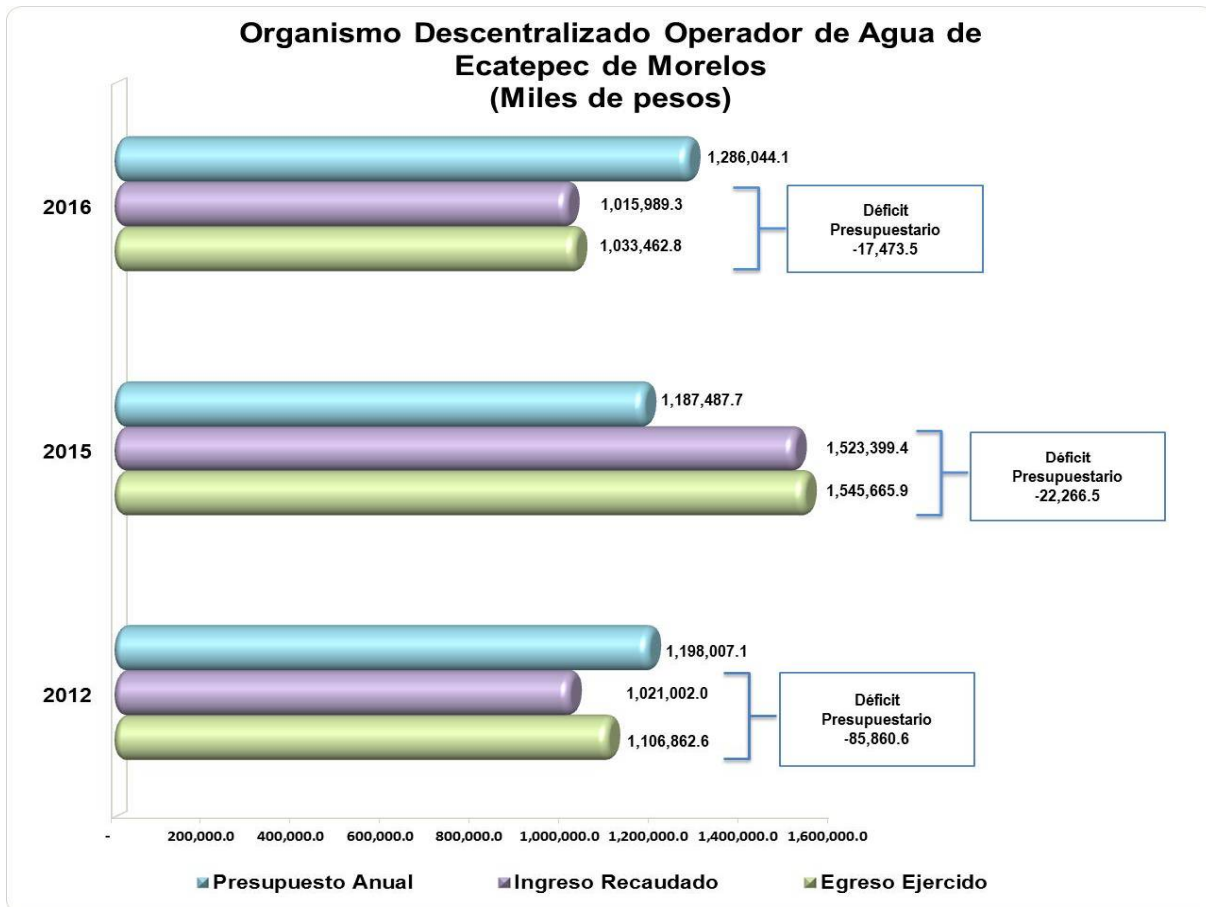 Organismo Descentralizado Operador de Agua de
Ecatepec de Morelos
(Miles de pesos)
2016
1,286,044.1
1,015,989.3
1,033,462.8
Déficit
Presupuestario
-17,473.5
2015
1,187,487.7
1,523,399.4
1,545,665.9
Déficit
Presupuestario
-22,266.5
2012
1,198,007.1
1,021,002.0
1,106,862.6
Déficit
Presupuestario
-85,860.6
- 200,000.0 400,000.0 600,000.0 800,000.0 1,000,000.0 1,200,000.0 1,400,000.0 1,600,000.0
Presupuesto Anual Ingreso Recaudado Egreso Ejercido